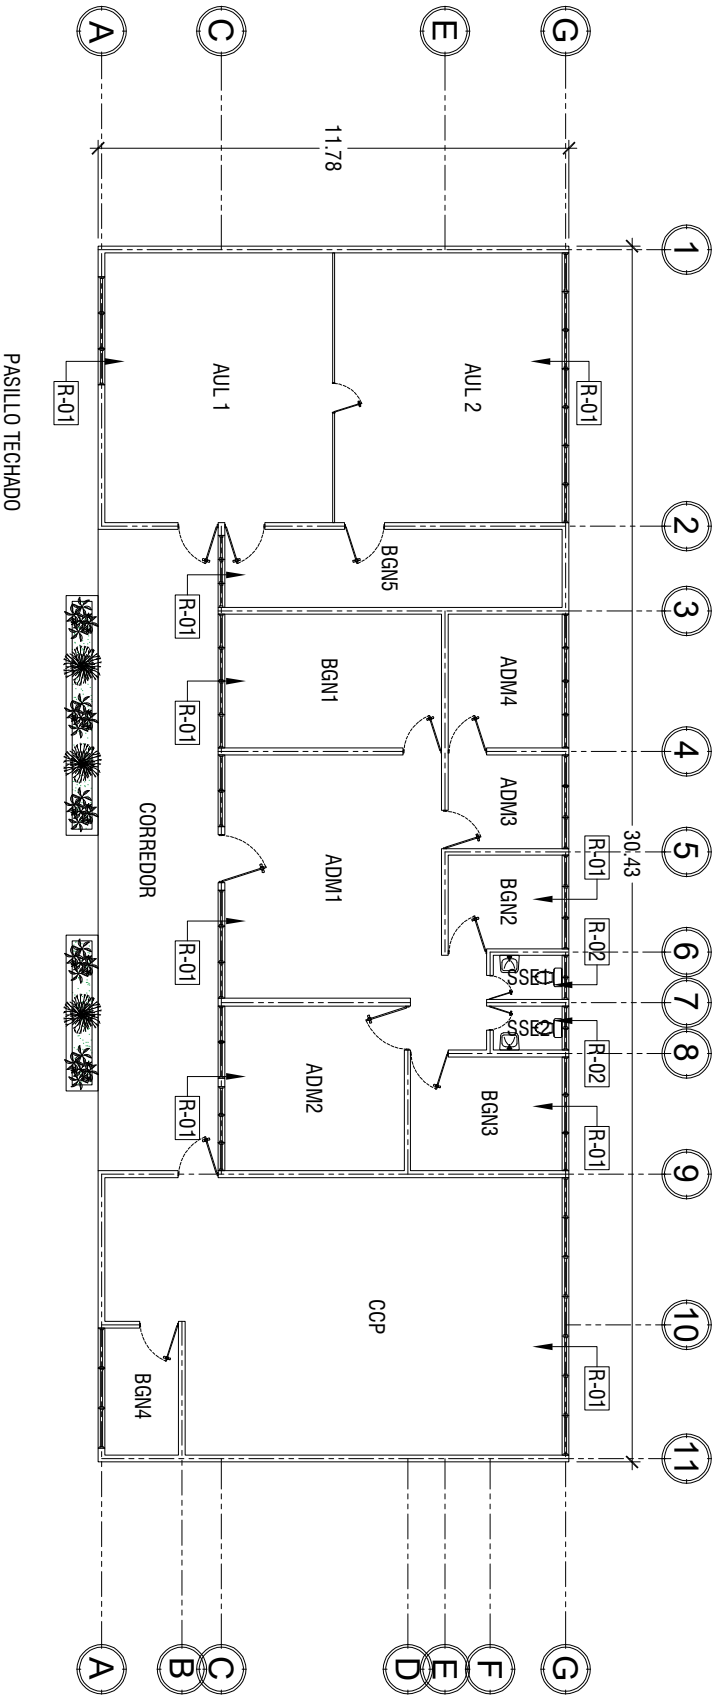 1
2
3
4
5
6
7
8
9
10
11
30.43
G
E
C
A
11.78
R-01
R-01
R-02
R-02
R-01
R-01
AUL 2
AUL 1
BGN5
ADM4
ADM3
BGN2
SSE1
SSE2
BGN3
BGN1
ADM1
ADM2
CCP
BGN4
R-01
R-01
R-01
R-01
R-01
CORREDOR
PASILLO TECHADO
G
F
E
D
C
B
A